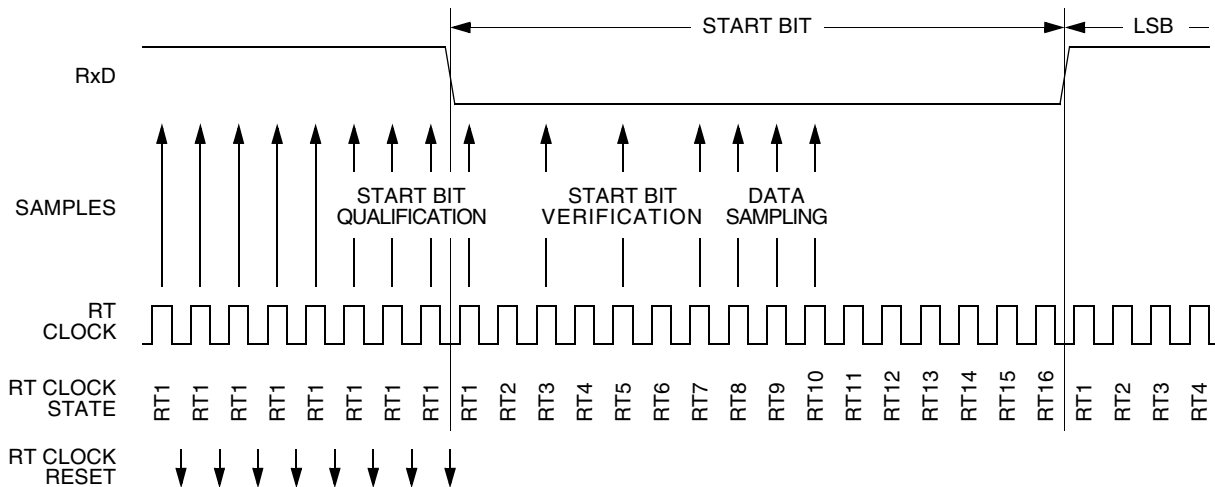 START BIT
LSB
RxD
SAMPLES
START BIT
QUALIFICATION
START BIT
VERIFICATION
DATA
SAMPLING
RT
CLOCK
RT CLOCK
STATE
RT1 RT1 RT1 RT1 RT1 RT1 RT1 RT1 RT1 RT2 RT3 RT4 RT5 RT6 RT7 RT8 RT9 RT10 RT11 RT12 RT13 RT14 RT15 RT16 RT1 RT2 RT3 RT4
RT CLOCK
RESET